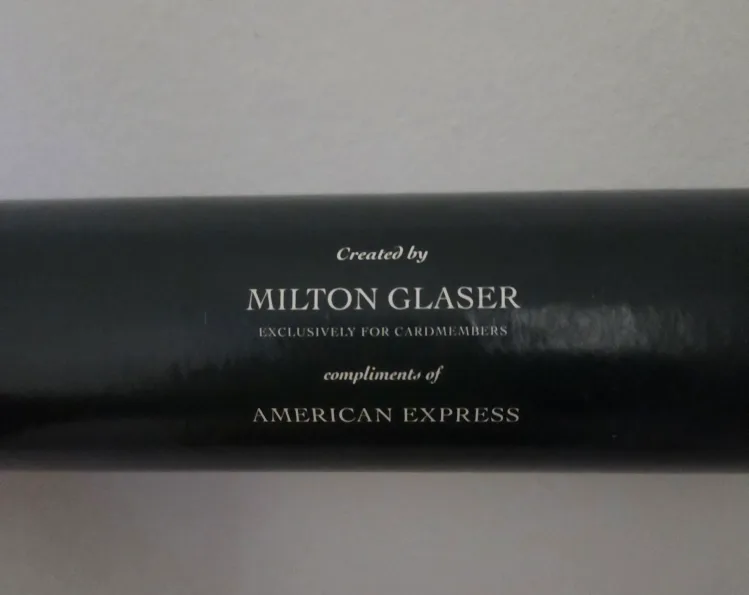 Created by
MILTON GLASER
EXCLUSIVELY FOR CARDMEMBERS
compliments of
AMERICAN EXPRESS